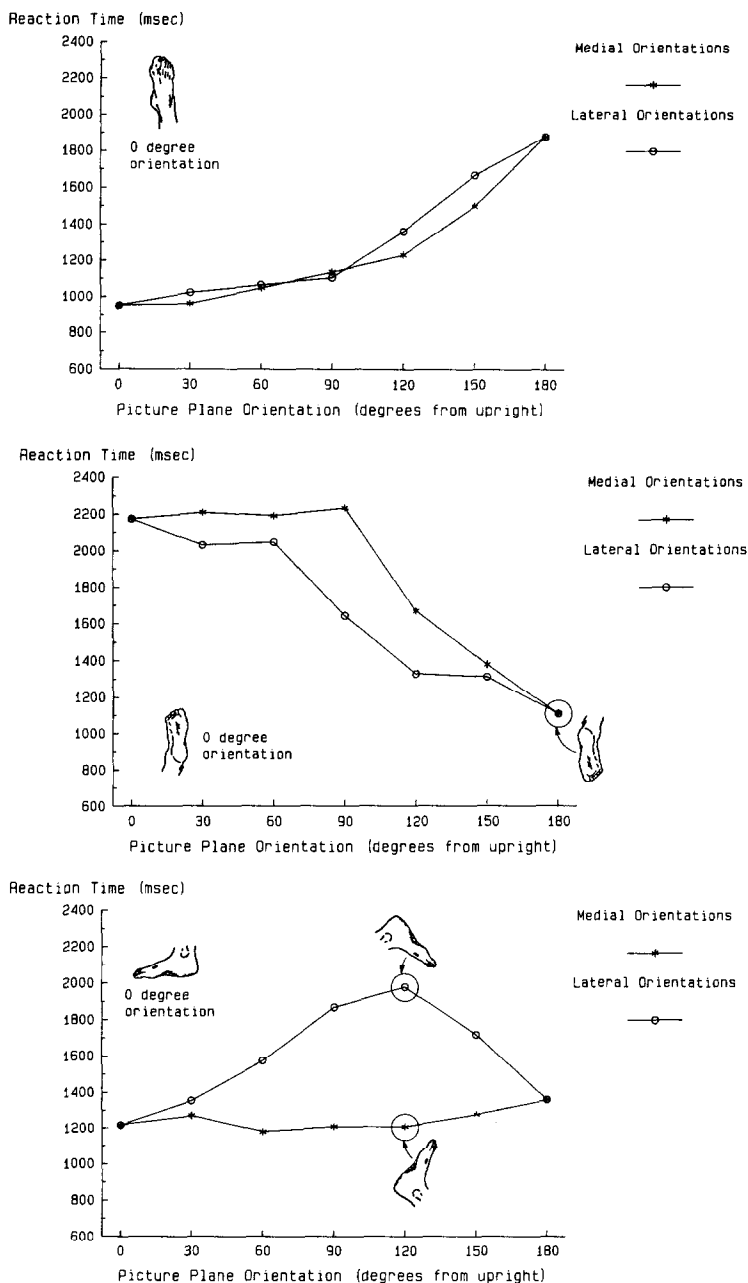 Reaction Time (msec)
2400
2200
2000
1800
1600
1400
1200
1000
800
600
0 degree
orientation
Medial Orientations
Lateral Orientations
0 30 60 90 120 150 180
Picture Plane Orientation (degrees from upright)
Reaction Time (msec)
2400
2200
2000
1800
1600
1400
1200
1000
800
600
0 degree
orientation
Medial Orientations
Lateral Orientations
0 30 60 90 120 150 180
Picture Plane Orientation (degrees from upright)
Reaction Time (msec)
2400
2200
2000
1800
1600
1400
1200
1000
800
600
0 degree
orientation
Medial Orientations
Lateral Orientations
0 30 60 90 120 150 180
Picture Plane Orientation (degrees from upright)